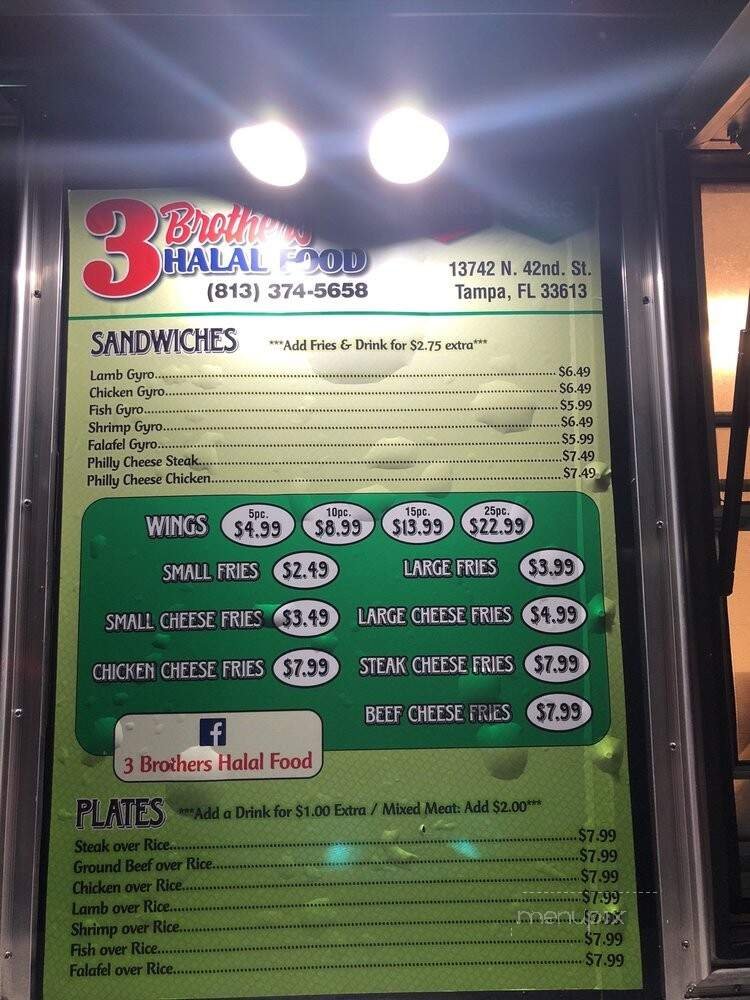 3 Brothers
HALAL FOOD
(813) 374-5658
13742 N. 42nd. St.
Tampa, FL 33613
SANDWICHES ***Add Fries & Drink for $2.75 extra***
Lamb Gyro.......... $6.49
Chicken Gyro.......... $6.49
Fish Gyro.......... $5.99
Shrimp Gyro.......... $6.49
Falafel Gyro.......... $5.99
Philly Cheese Steak.......... $7.49
Philly Cheese Chicken.......... $7.49
WINGS 5pc. $4.99 10pc. $8.99 15pc. $13.99 25pc. $22.99
SMALL FRIES $2.49 LARGE FRIES $3.99
SMALL CHEESE FRIES $3.49 LARGE CHEESE FRIES $4.99
CHICKEN CHEESE FRIES $7.99 STEAK CHEESE FRIES $7.99
BEEF CHEESE FRIES $7.99
f
3 Brothers Halal Food
PLATES ***Add a Drink for $1.00 Extra / Mixed Meat: Add $2.00***
Steak over Rice.......... $7.99
Ground Beef over Rice.......... $7.99
Chicken over Rice.......... $7.99
Lamb over Rice.......... $7.99
Shrimp over Rice..........
Fish over Rice.......... $7.99
Falafel over Rice.......... $7.99
menupix